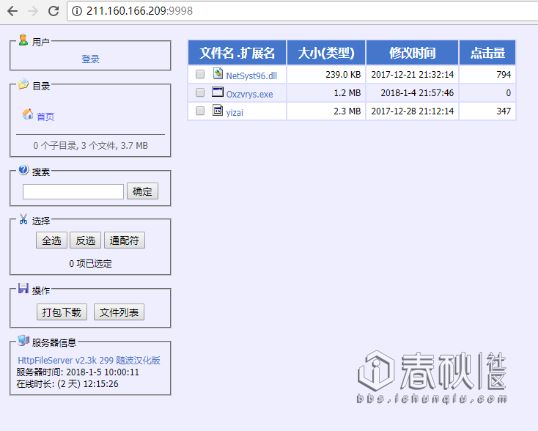 211.160.166.209:9998
用户
登录
目录
首页
0 个子目录, 3 个文件, 3.7 MB
搜索
确定
选择
全选 反选 通配符
0 项已选定
操作
打包下载 文件列表
服务器信息
HttpFileServer v2.3k 299 随波汉化版
服务器时间: 2018-1-5 10:00:11
在线时长: (2 天) 12:15:26
文件名 .扩展名 大小(类型) 修改时间 点击量
NetSyst96.dll 239.0 KB 2017-12-21 21:32:14 794
Oxzvrys.exe 1.2 MB 2018-1-4 21:57:46 0
yizai 2.3 MB 2017-12-28 21:12:14 347
春秋 社区
bbs.ichunqiu.com